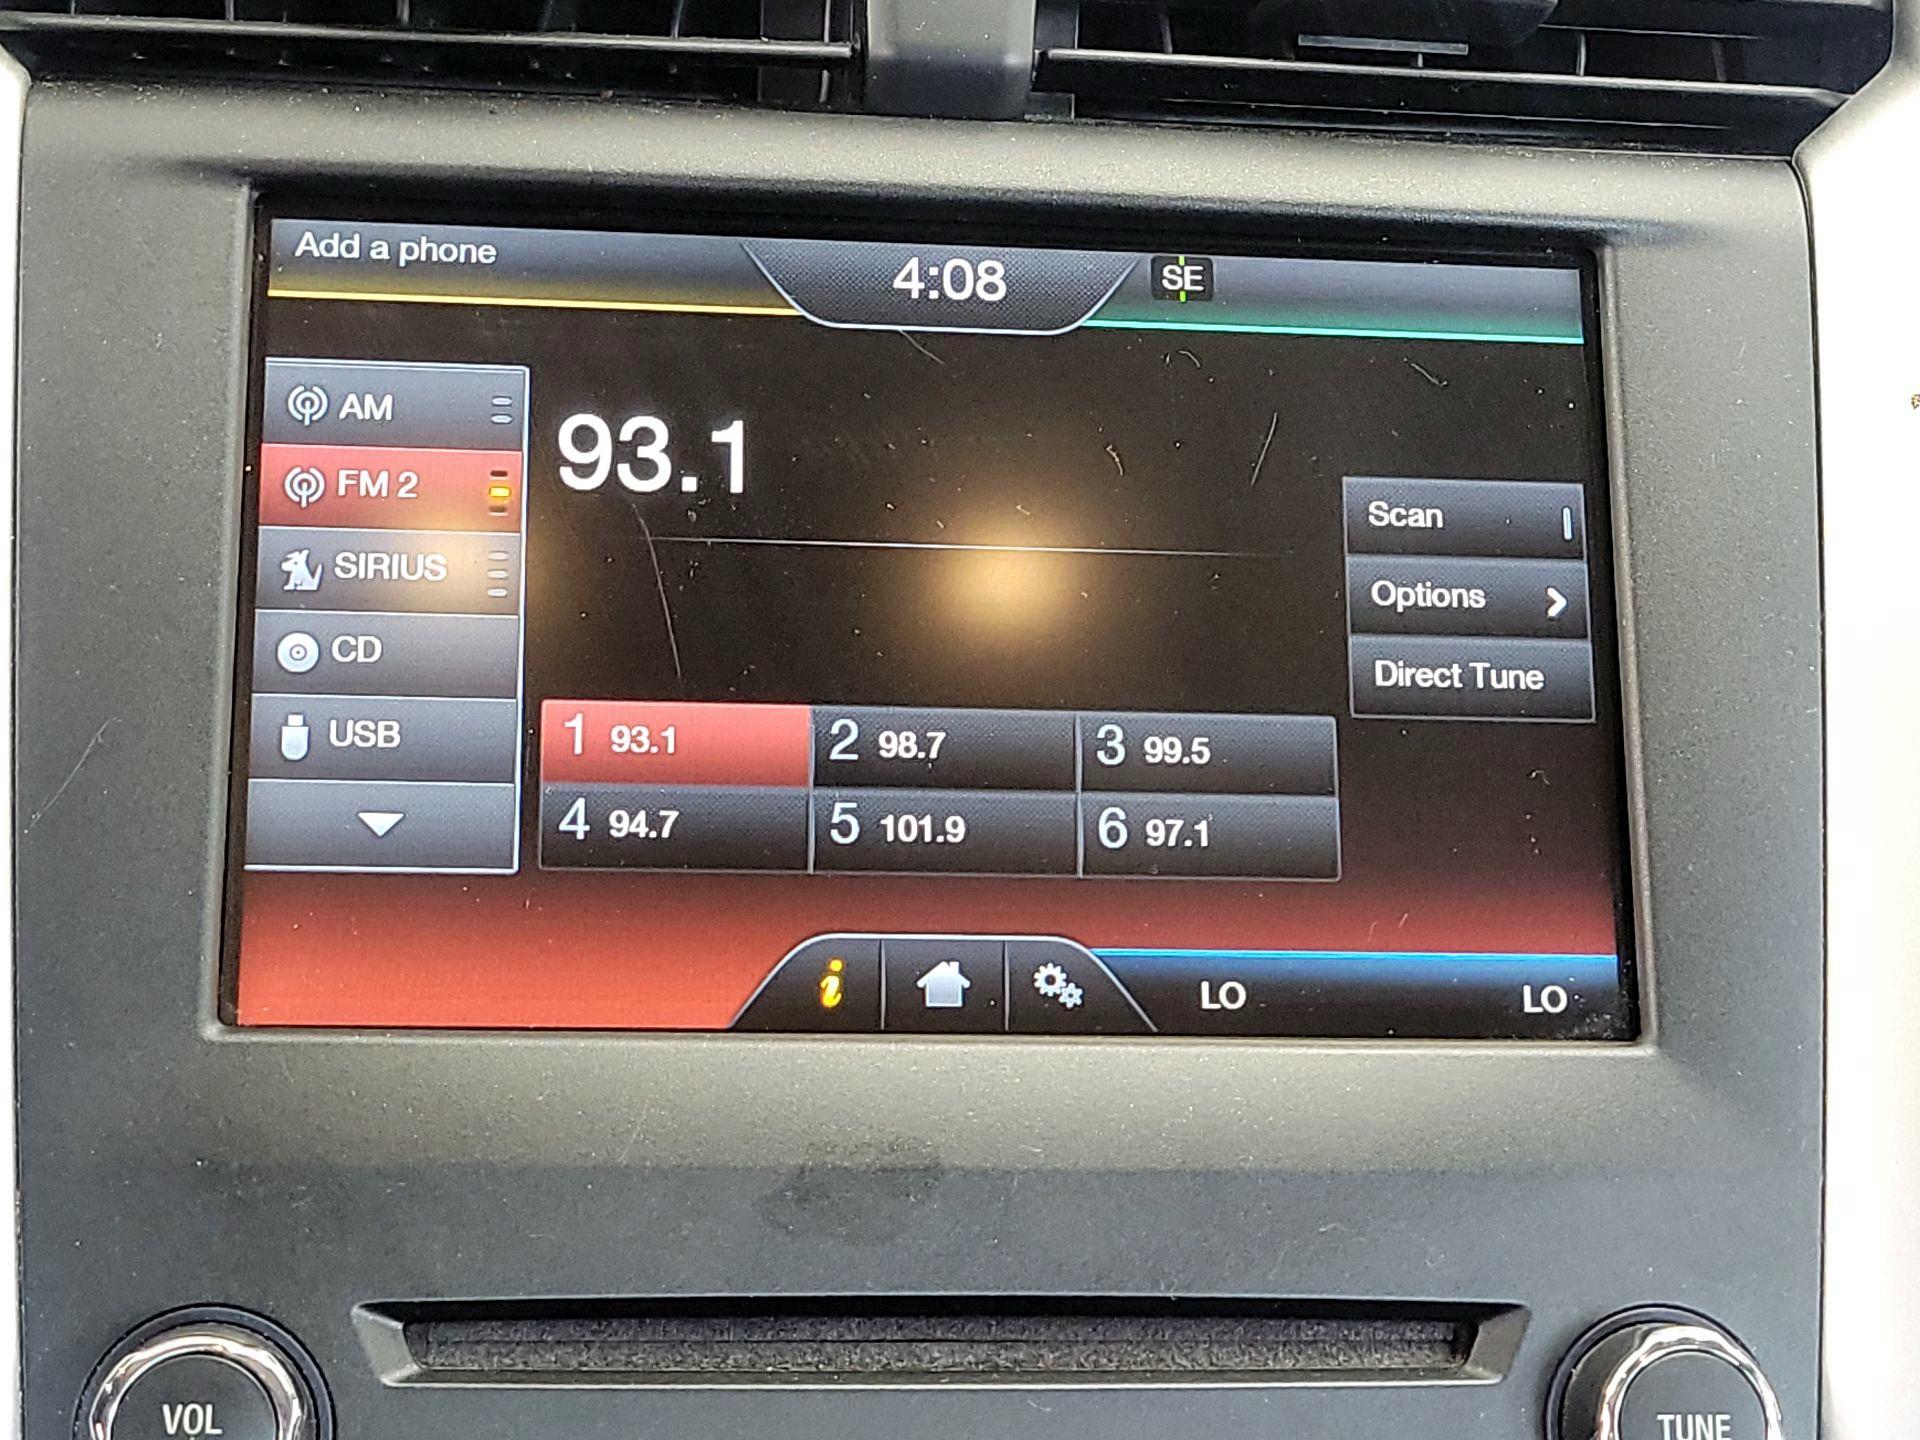 Add a phone
4:08
SE
AM
FM 2
SIRIUS
CD
USB
93.1
Scan
Options
Direct Tune
1 93.1
2 98.7
3 99.5
4 94.7
5 101.9
6 97.1
i
LO
LO
VOL
TUNE